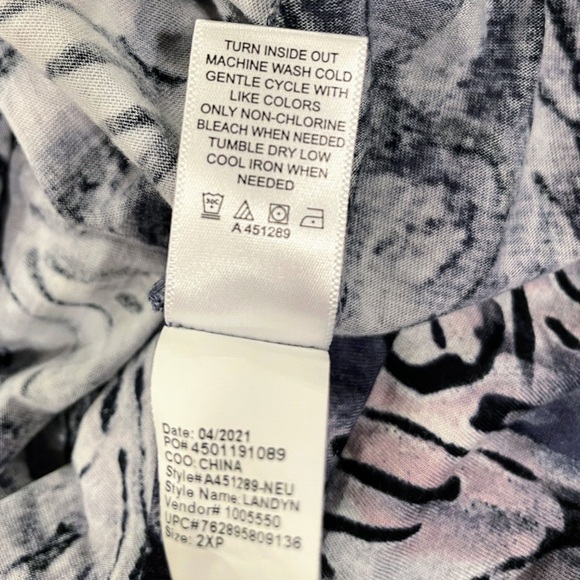 TURN INSIDE OUT
MACHINE WASH COLD
GENTLE CYCLE WITH
LIKE COLORS
ONLY NON-CHLORINE
BLEACH WHEN NEEDED
TUMBLE DRY LOW
COOL IRON WHEN
NEEDED
30C
A 451289
Date: 04/2021
PO# 4501191089
COO: CHINA
Style# A451289-NEU
Style Name: LANDYN
Vendor# 1005550
UPC# 762895809136
Size: 2XP